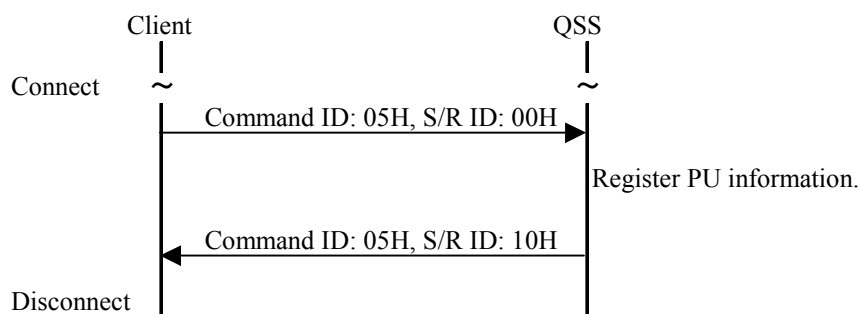 Client QSS
Connect ~ ~
Command ID: 05H, S/R ID: 00H
Register PU information.
Command ID: 05H, S/R ID: 10H
Disconnect